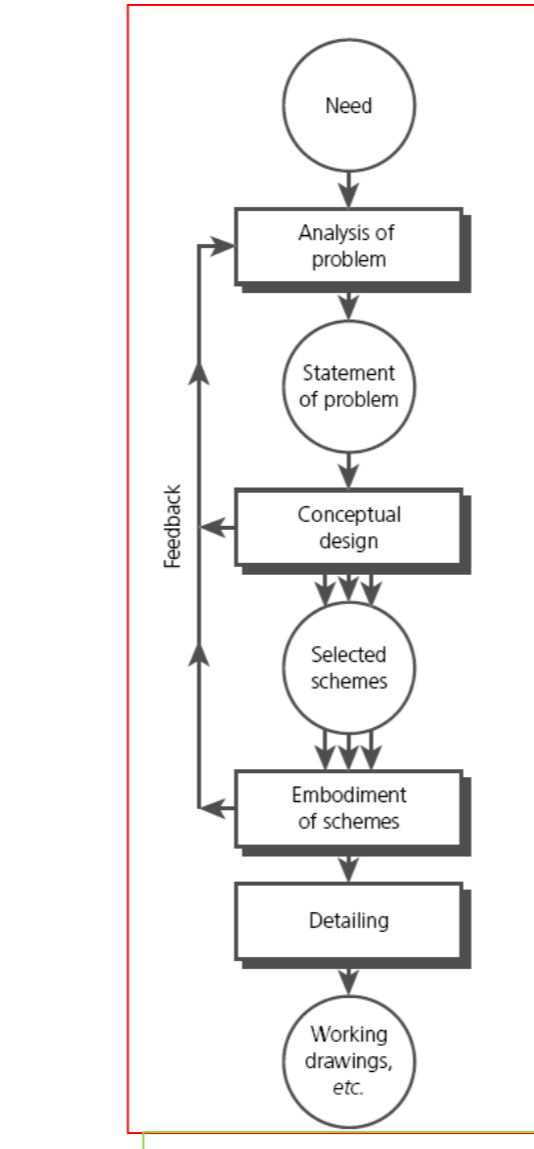 Need
Analysis of
problem
Statement
of problem
Feedback
Conceptual
design
Selected
schemes
Embodiment
of schemes
Detailing
Working
drawings,
etc.